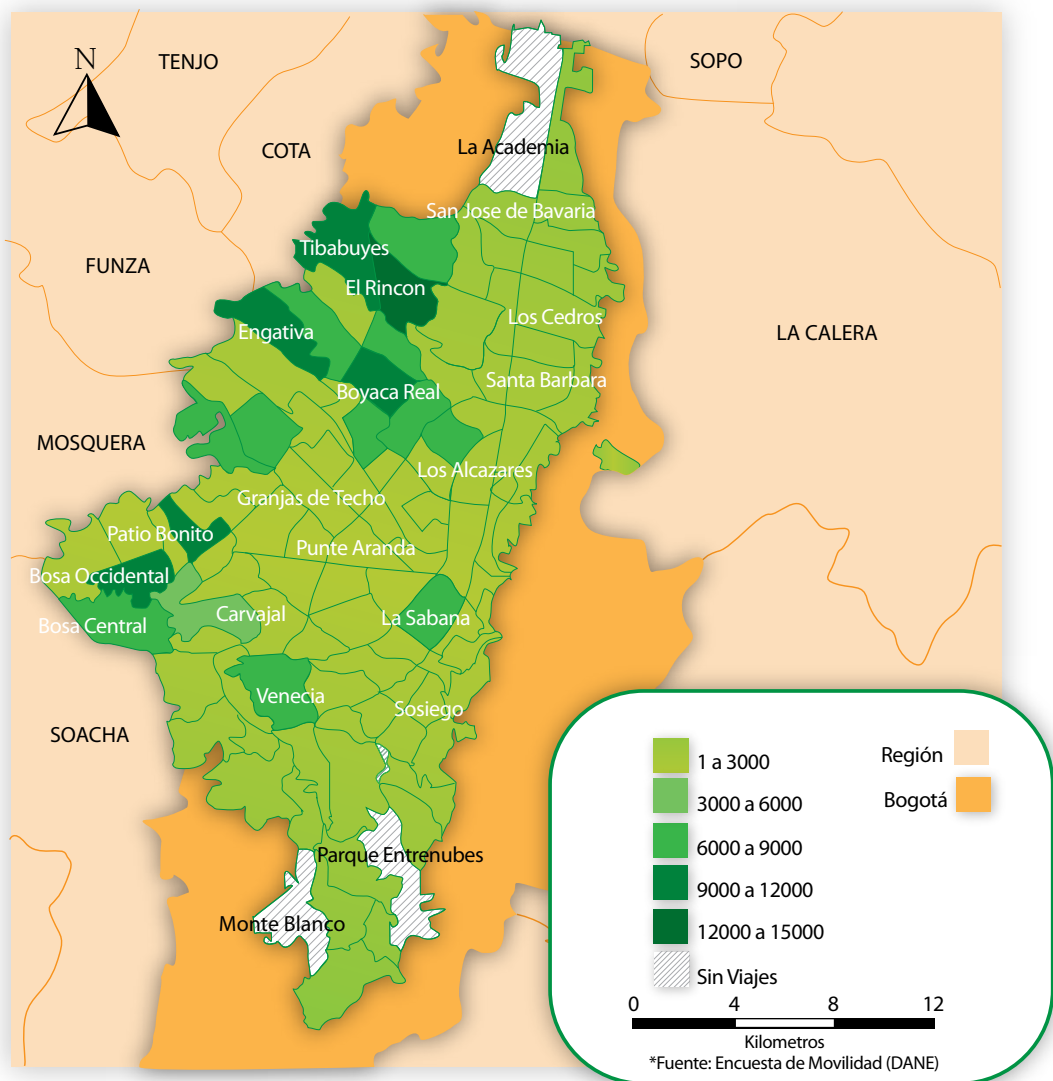 TENJO
SOPO
N
COTA
La Academia
San Jose de Bavaria
Tibabuyes
FUNZA
El Rincon
Los Cedros
Engativa
LA CALERA
Santa Barbara
Boyaca Real
MOSQUERA
Los Alcazares
Granjas de Techo
Patio Bonito
Punte Aranda
Bosa Occidental
Carvajal
La Sabana
Bosa Central
Venecia
Sosiego
SOACHA
Parque Entrenubes
Monte Blanco
1 a 3000
3000 a 6000
6000 a 9000
9000 a 12000
12000 a 15000
Sin Viajes
Región
Bogotá
0 4 8 12
Kilometros
*Fuente: Encuesta de Movilidad (DANE)